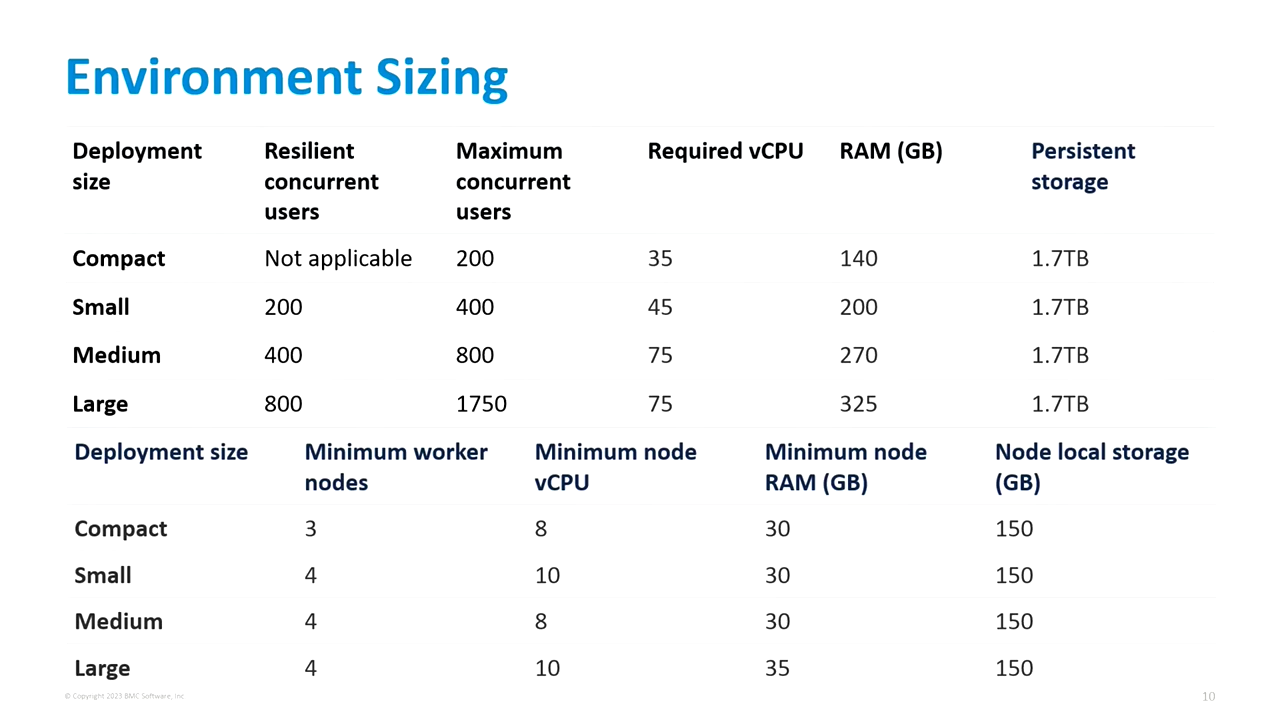 Environment Sizing
Deployment size Resilient concurrent users Maximum concurrent users Required vCPU RAM (GB) Persistent storage
Compact Not applicable 200 35 140 1.7TB
Small 200 400 45 200 1.7TB
Medium 400 800 75 270 1.7TB
Large 800 1750 75 325 1.7TB
Deployment size Minimum worker nodes Minimum node vCPU Minimum node RAM (GB) Node local storage (GB)
Compact 3 8 30 150
Small 4 10 30 150
Medium 4 8 30 150
Large 4 10 35 150
© Copyright 2023 BMC Software, Inc 10